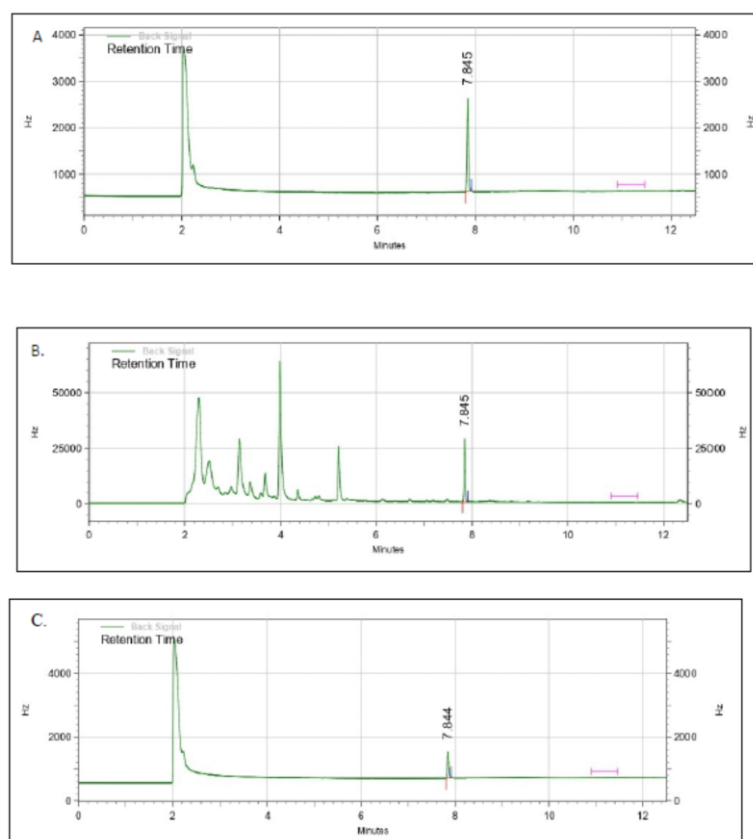 A
Back Signal
Retention Time
7.845
4000
3000
2000
1000
Hz
4000
3000
2000
1000
Hz
0 2 4 6 8 10 12
Minutes
B.
Back Signal
Retention Time
7.845
50000
25000
0
Hz
50000
25000
0
Hz
0 2 4 6 8 10 12
Minutes
C.
Back Signal
Retention Time
7.844
4000
2000
0
Hz
4000
2000
0
Hz
0 2 4 6 8 10 12
Minutes